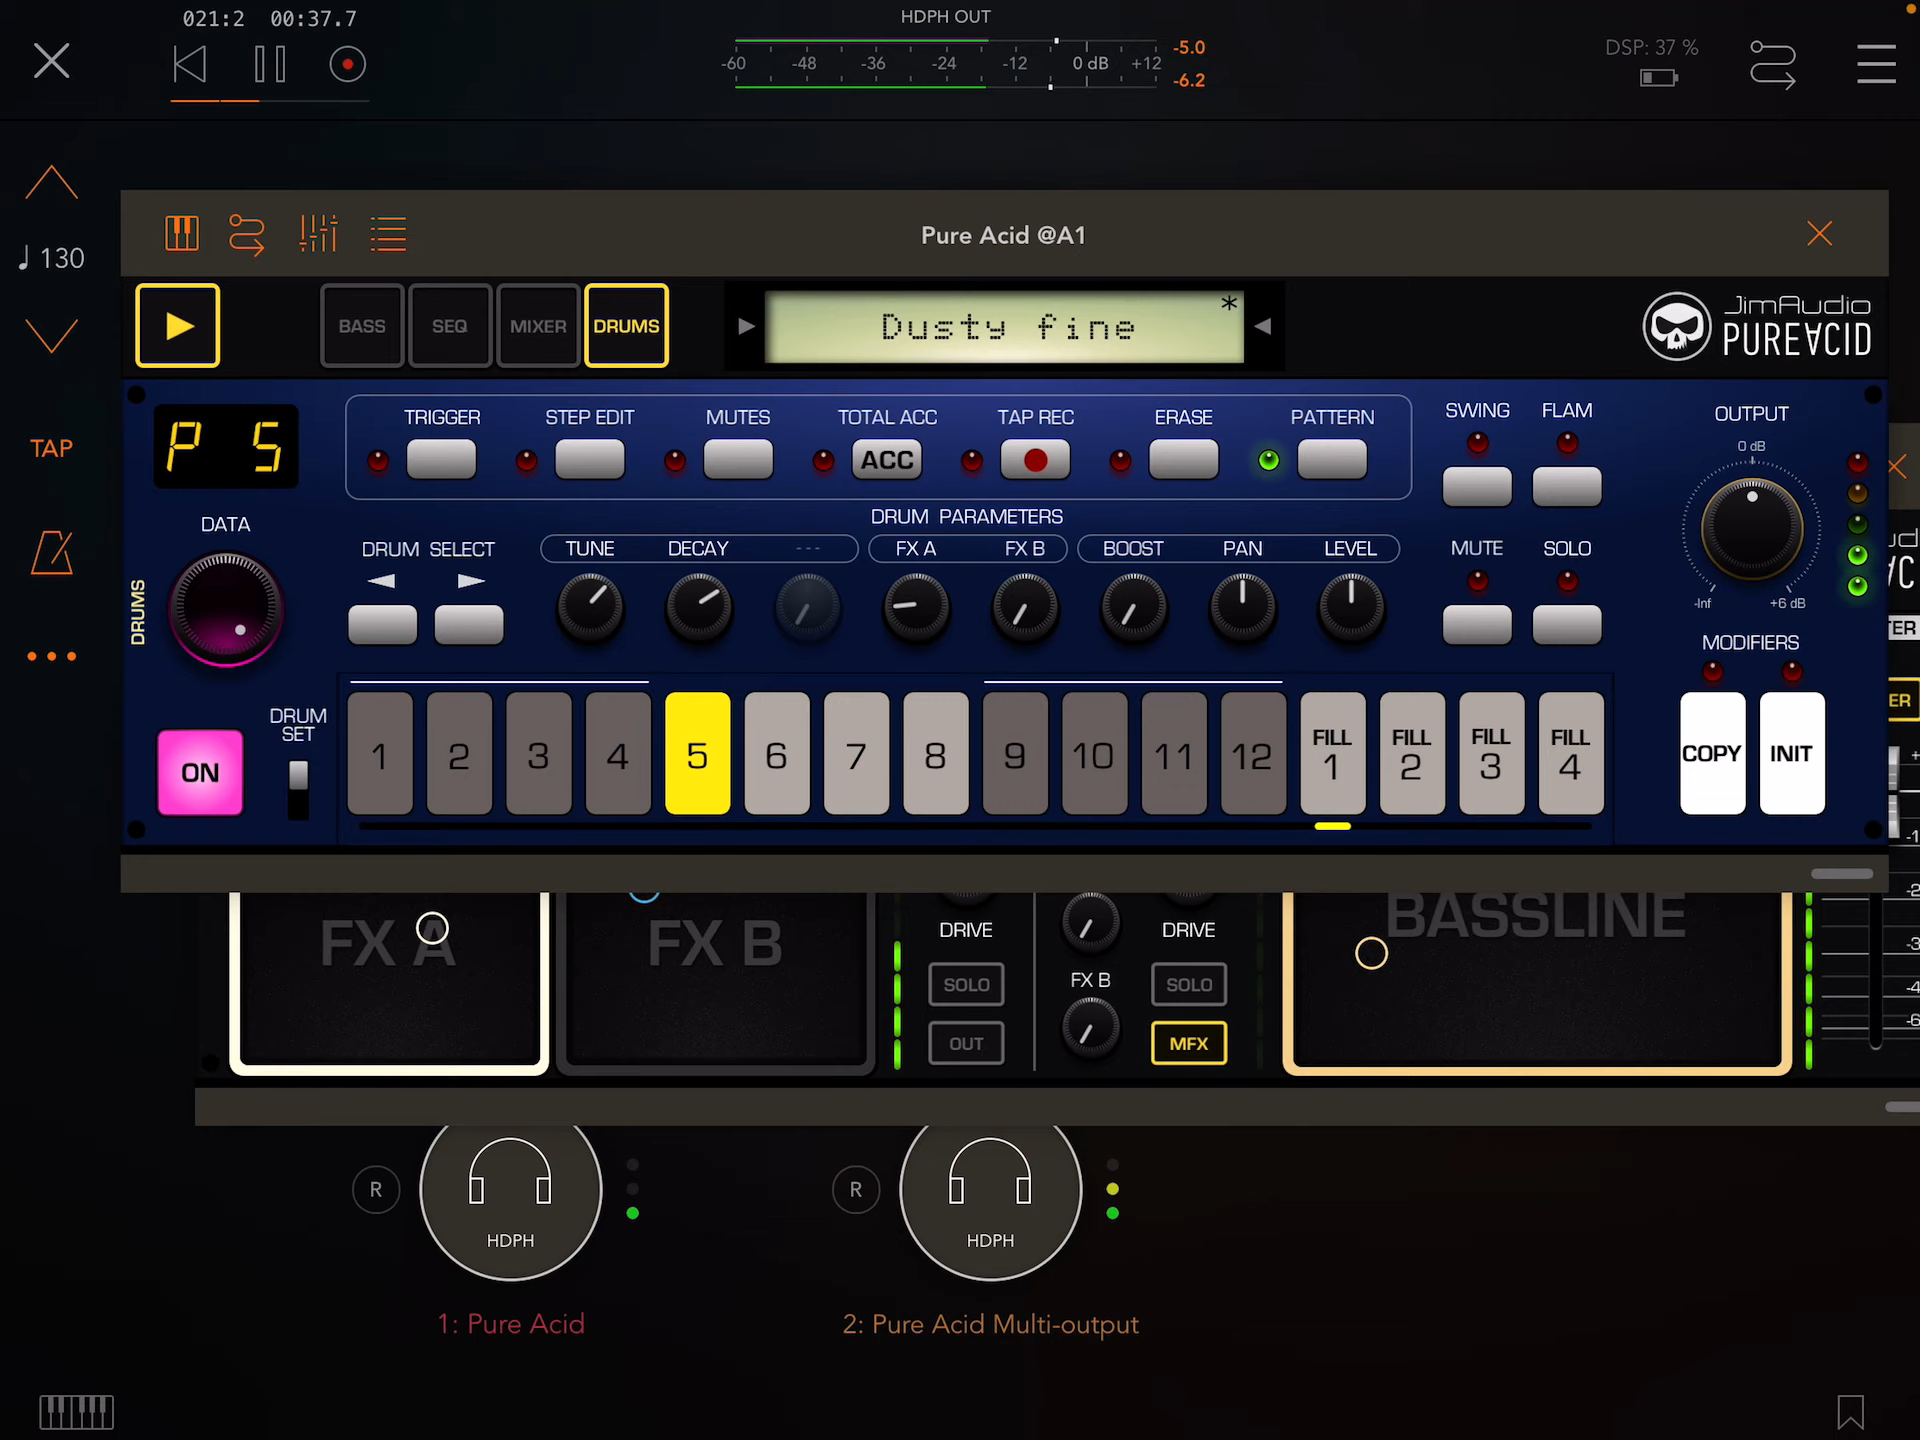 021:2 00:37.7
HDPH OUT
-60 -48 -36 -24 -12 0 dB +12
-5.0
-6.2
DSP: 37 %
130
TAP
Pure Acid @A1
BASS SEQ MIXER DRUMS
Dusty fine *
JimAudio
PUREACID
P 5
TRIGGER STEP EDIT MUTES TOTAL ACC TAP REC ERASE PATTERN
ACC
SWING FLAM
OUTPUT
0 dB
-Inf +6 dB
DATA
DRUMS
DRUM SELECT
DRUM PARAMETERS
TUNE DECAY --- FX A FX B BOOST PAN LEVEL
MUTE SOLO
MODIFIERS
COPY INIT
ON
DRUM
SET
1 2 3 4 5 6 7 8 9 10 11 12
FILL 1
FILL 2
FILL 3
FILL 4
FX A
FX B
DRIVE
SOLO
OUT
FX B
DRIVE
SOLO
MFX
BASSLINE
R
HDPH
R
HDPH
1: Pure Acid
2: Pure Acid Multi-output